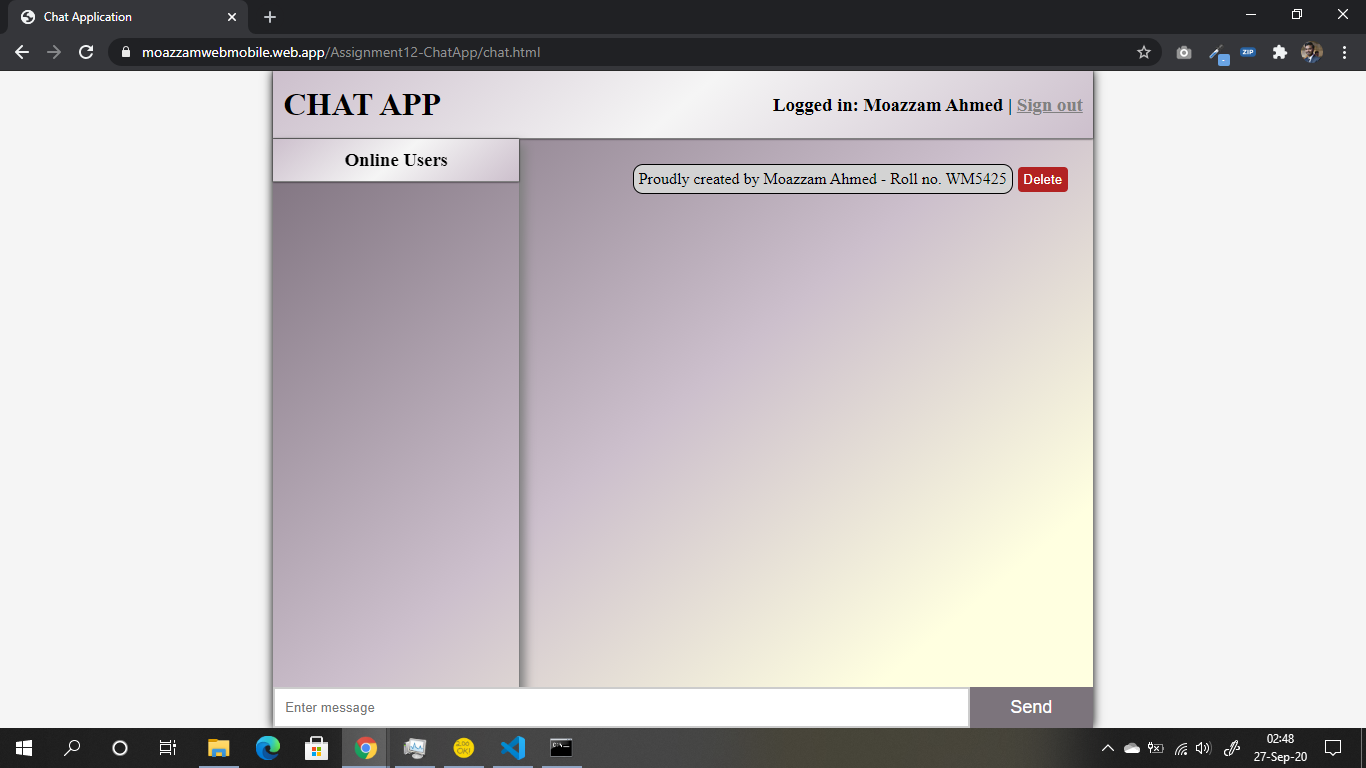 Chat Application
moazzamwebmobile.web.app/Assignment12-ChatApp/chat.html
ZIP
CHAT APP
Logged in: Moazzam Ahmed | Sign out
Online Users
Proudly created by Moazzam Ahmed - Roll no. WM5425 Delete
Enter message
Send
02:48
27-Sep-20